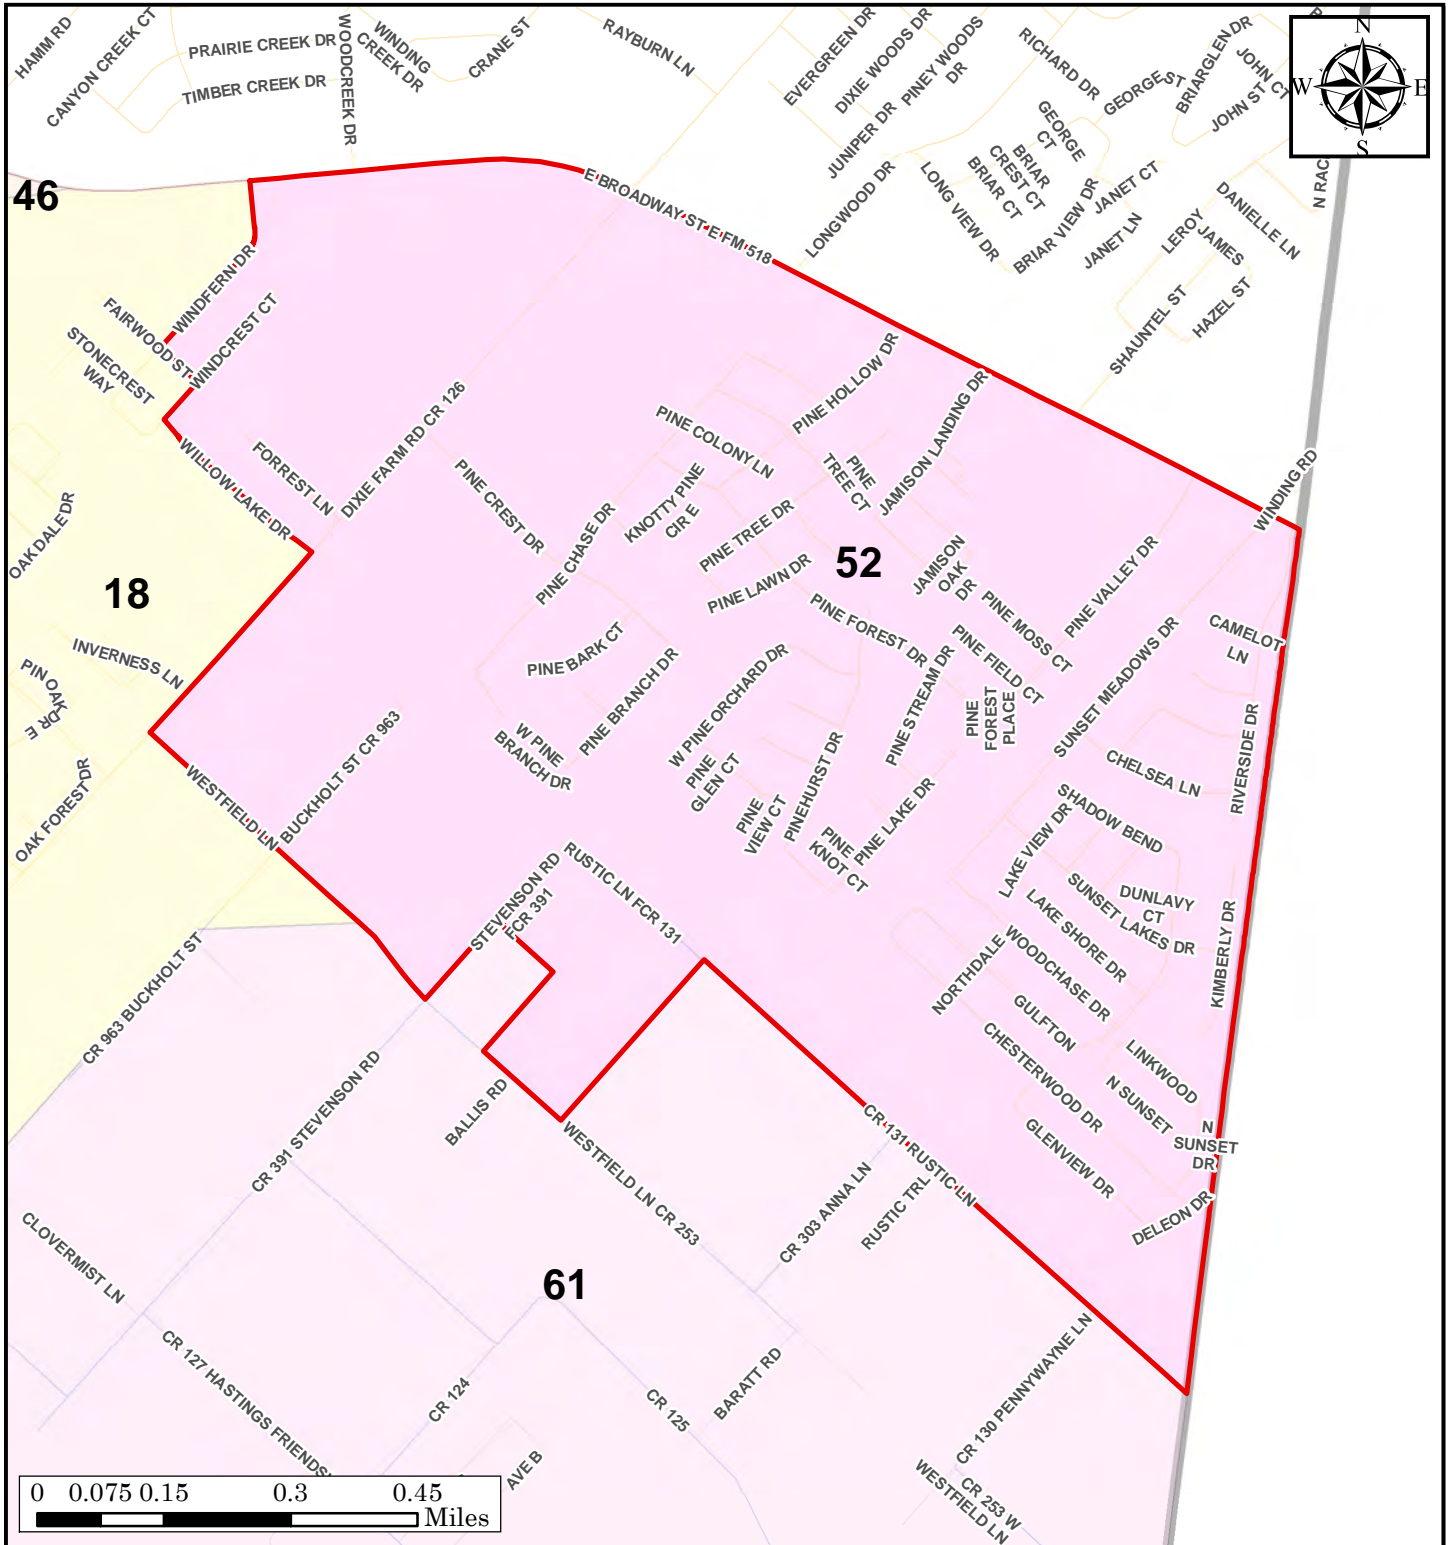 HAMM RD
CANYON CREEK CT
PRAIRIE CREEK DR
TIMBER CREEK DR
WOODCREEK DR
WINDING
CREEK DR
CRANE ST
RAYBURN LN
EVERGREEN DR
DIXIE WOODS DR
PINEY WOODS
DR
JUNIPER DR
RICHARD DR
GEORGE ST
BRIARGLEN DR
JOHN CT
JOHN ST
N
W
E
S
GEORGE
CT
BRIAR
CREST CT
BRIAR CT
LONGWOOD DR
LONG VIEW DR
BRIAR VIEW DR
JANET CT
JANET LN
LEROY
JAMES
DANIELLE LN
N RAC
SHAUNTEL ST
HAZEL ST
46
E BROADWAY ST E FM 518
WINDFERN DR
WINDCREST CT
FAIRWOOD ST
STONECREST
WAY
WILLOW LAKE DR
FORREST LN
DIXIE FARM RD CR 126
PINE HOLLOW DR
JAMISON LANDING DR
PINE COLONY LN
PINE
TREE CT
WINDING RD
PINE CREST DR
KNOTTY PINE
CIR E
PINE TREE DR
PINE CHASE DR
52
OAK DALE DR
18
JAMISON
OAK
DR
PINE LAWN DR
PINE VALLEY DR
PINE FOREST DR
PINE MOSS CT
PINE FIELD CT
CAMELOT
LN
INVERNESS LN
PIN OAK
DR E
PINE BARK CT
PINE BRANCH DR
W PINE ORCHARD DR
PINE STREAM DR
PINE
FOREST
PLACE
SUNSET MEADOWS DR
RIVERSIDE DR
W PINE
BRANCH DR
BUCKHOLT ST CR 963
WESTFIELD LN
OAK FOREST DR
PINE
GLEN CT
PINE
VIEW CT
PINEHURST DR
CHELSEA LN
PINE LAKE DR
PINE
KNOT CT
SHADOW BEND
LAKE VIEW DR
STEVENSON RD
FCR 391
RUSTIC LN FCR 131
SUNSET LAKES DR
DUNLAVY
CT
LAKE SHORE DR
KIMBERLY DR
CR 963 BUCKHOLT ST
NORTHDALE
WOODCHASE DR
GULFTON
CHESTERWOOD DR
LINKWOOD
N SUNSET
CR 391 STEVENSON RD
BALLIS RD
WESTFIELD LN CR 253
CR 131 RUSTIC LN
N
SUNSET
DR
GLENVIEW DR
DELEON DR
CR 303 ANNA LN
RUSTIC TRL
CLOVERMIST LN
61
CR 127 HASTINGS FRIENDS
CR 124
CR 125
BARATT RD
CR 130 PENNYWAYNE LN
AVE B
CR 253 W
WESTFIELD LN
0 0.075 0.15 0.3 0.45
Miles